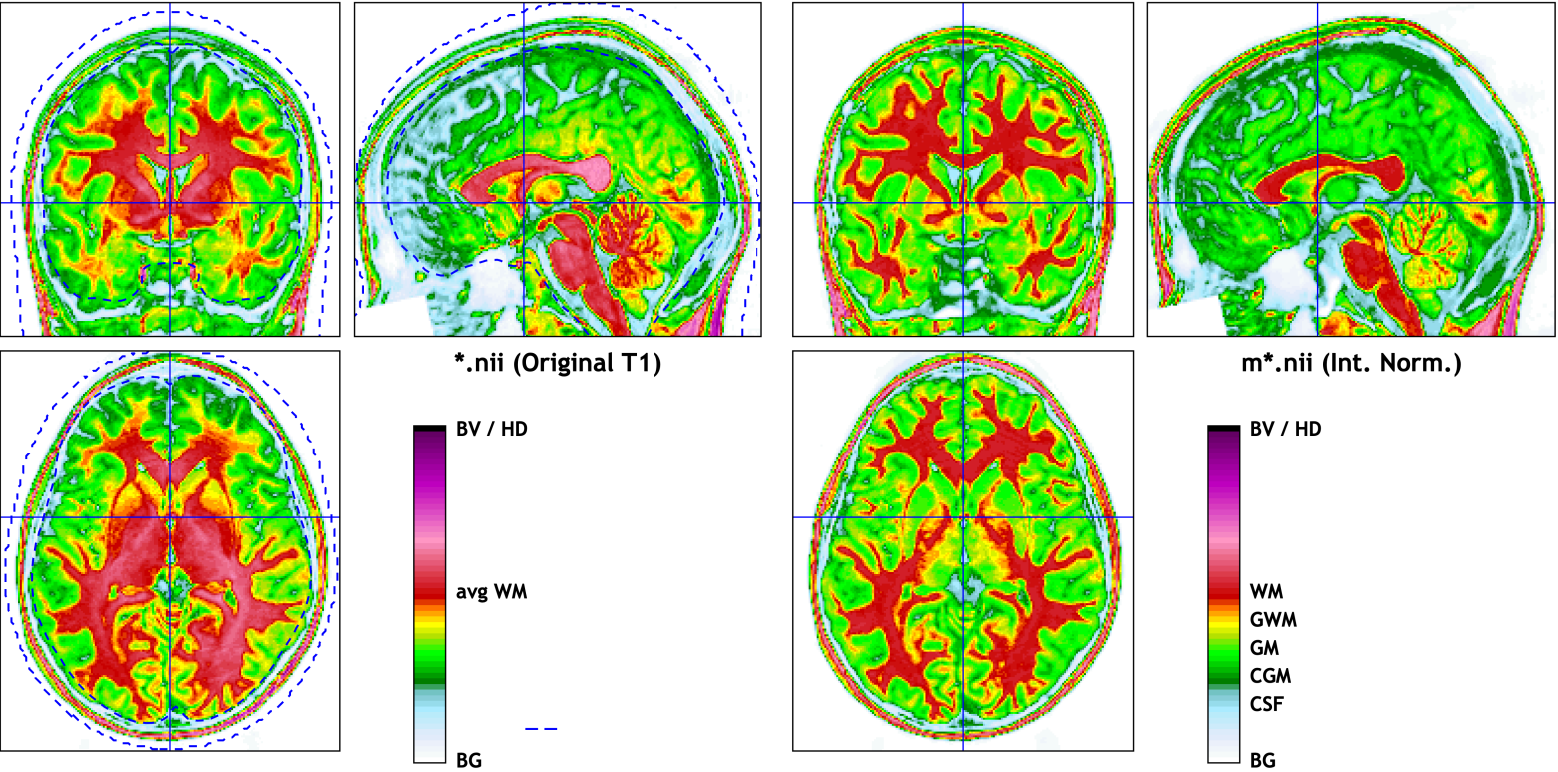 *.nii (Original T1)
BV / HD
avg WM
BG
m*.nii (Int. Norm.)
BV / HD
WM
GWM
GM
CGM
CSF
BG